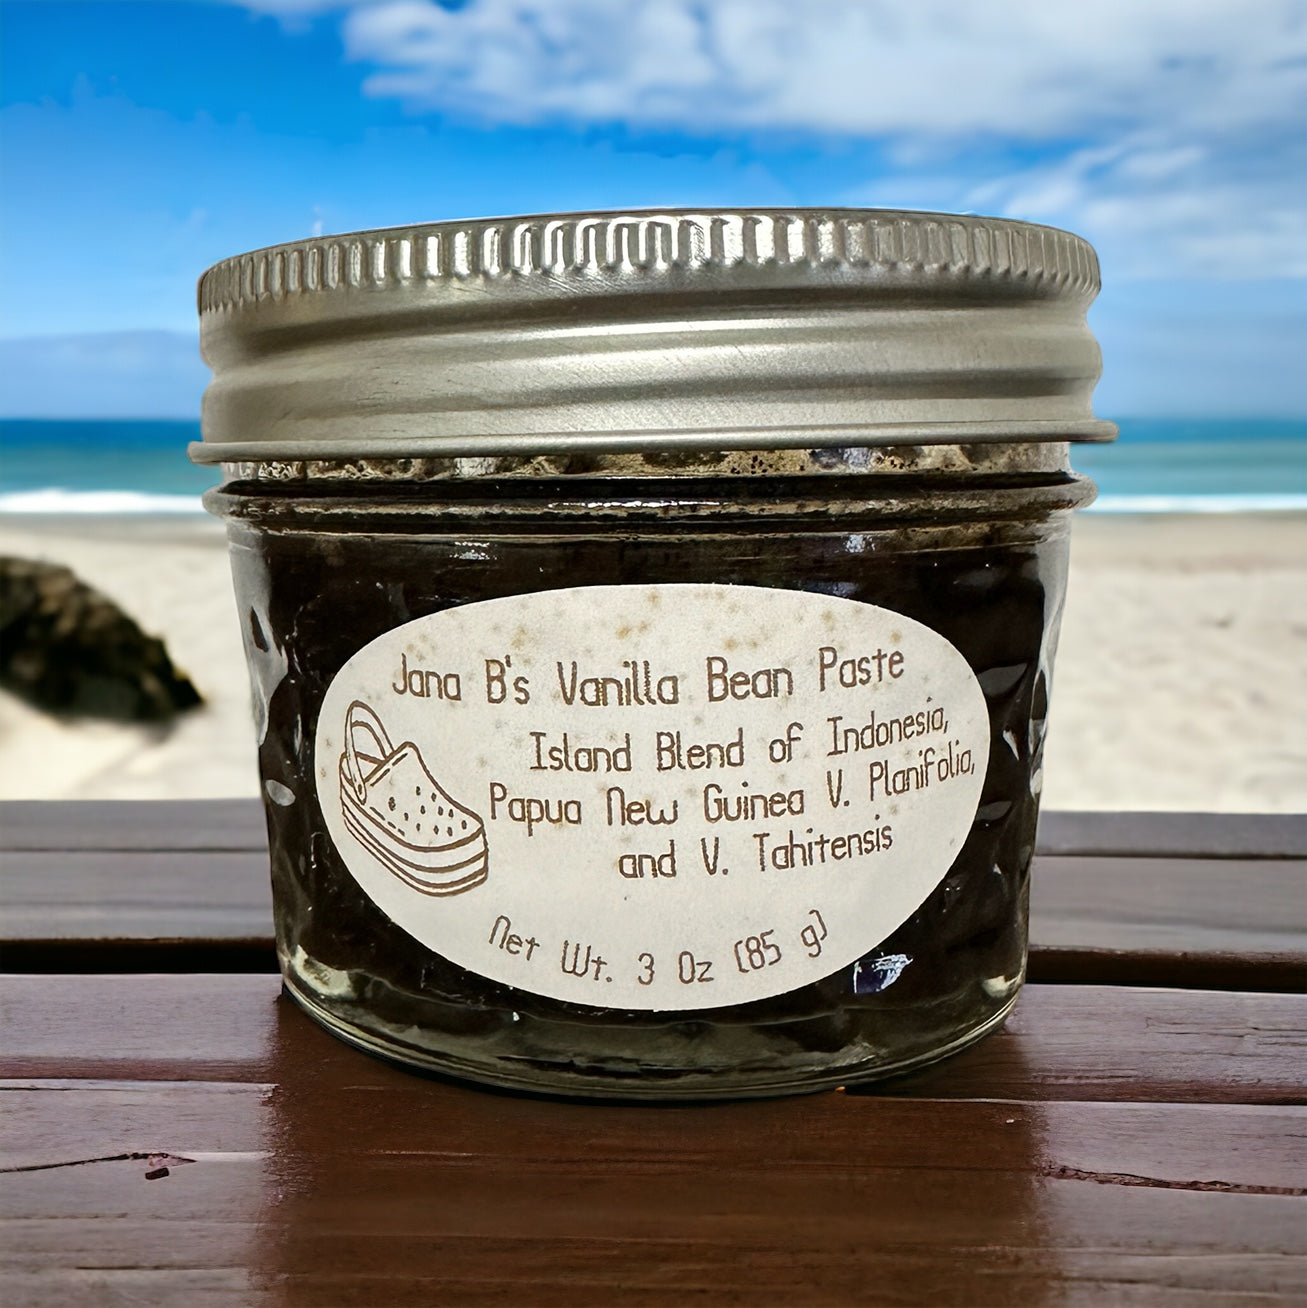 Jana B's Vanilla Bean Paste
Island Blend of Indonesia,
Papua New Guinea V. Planifolia,
and V. Tahitensis
Net Wt. 3 Oz (85 g)